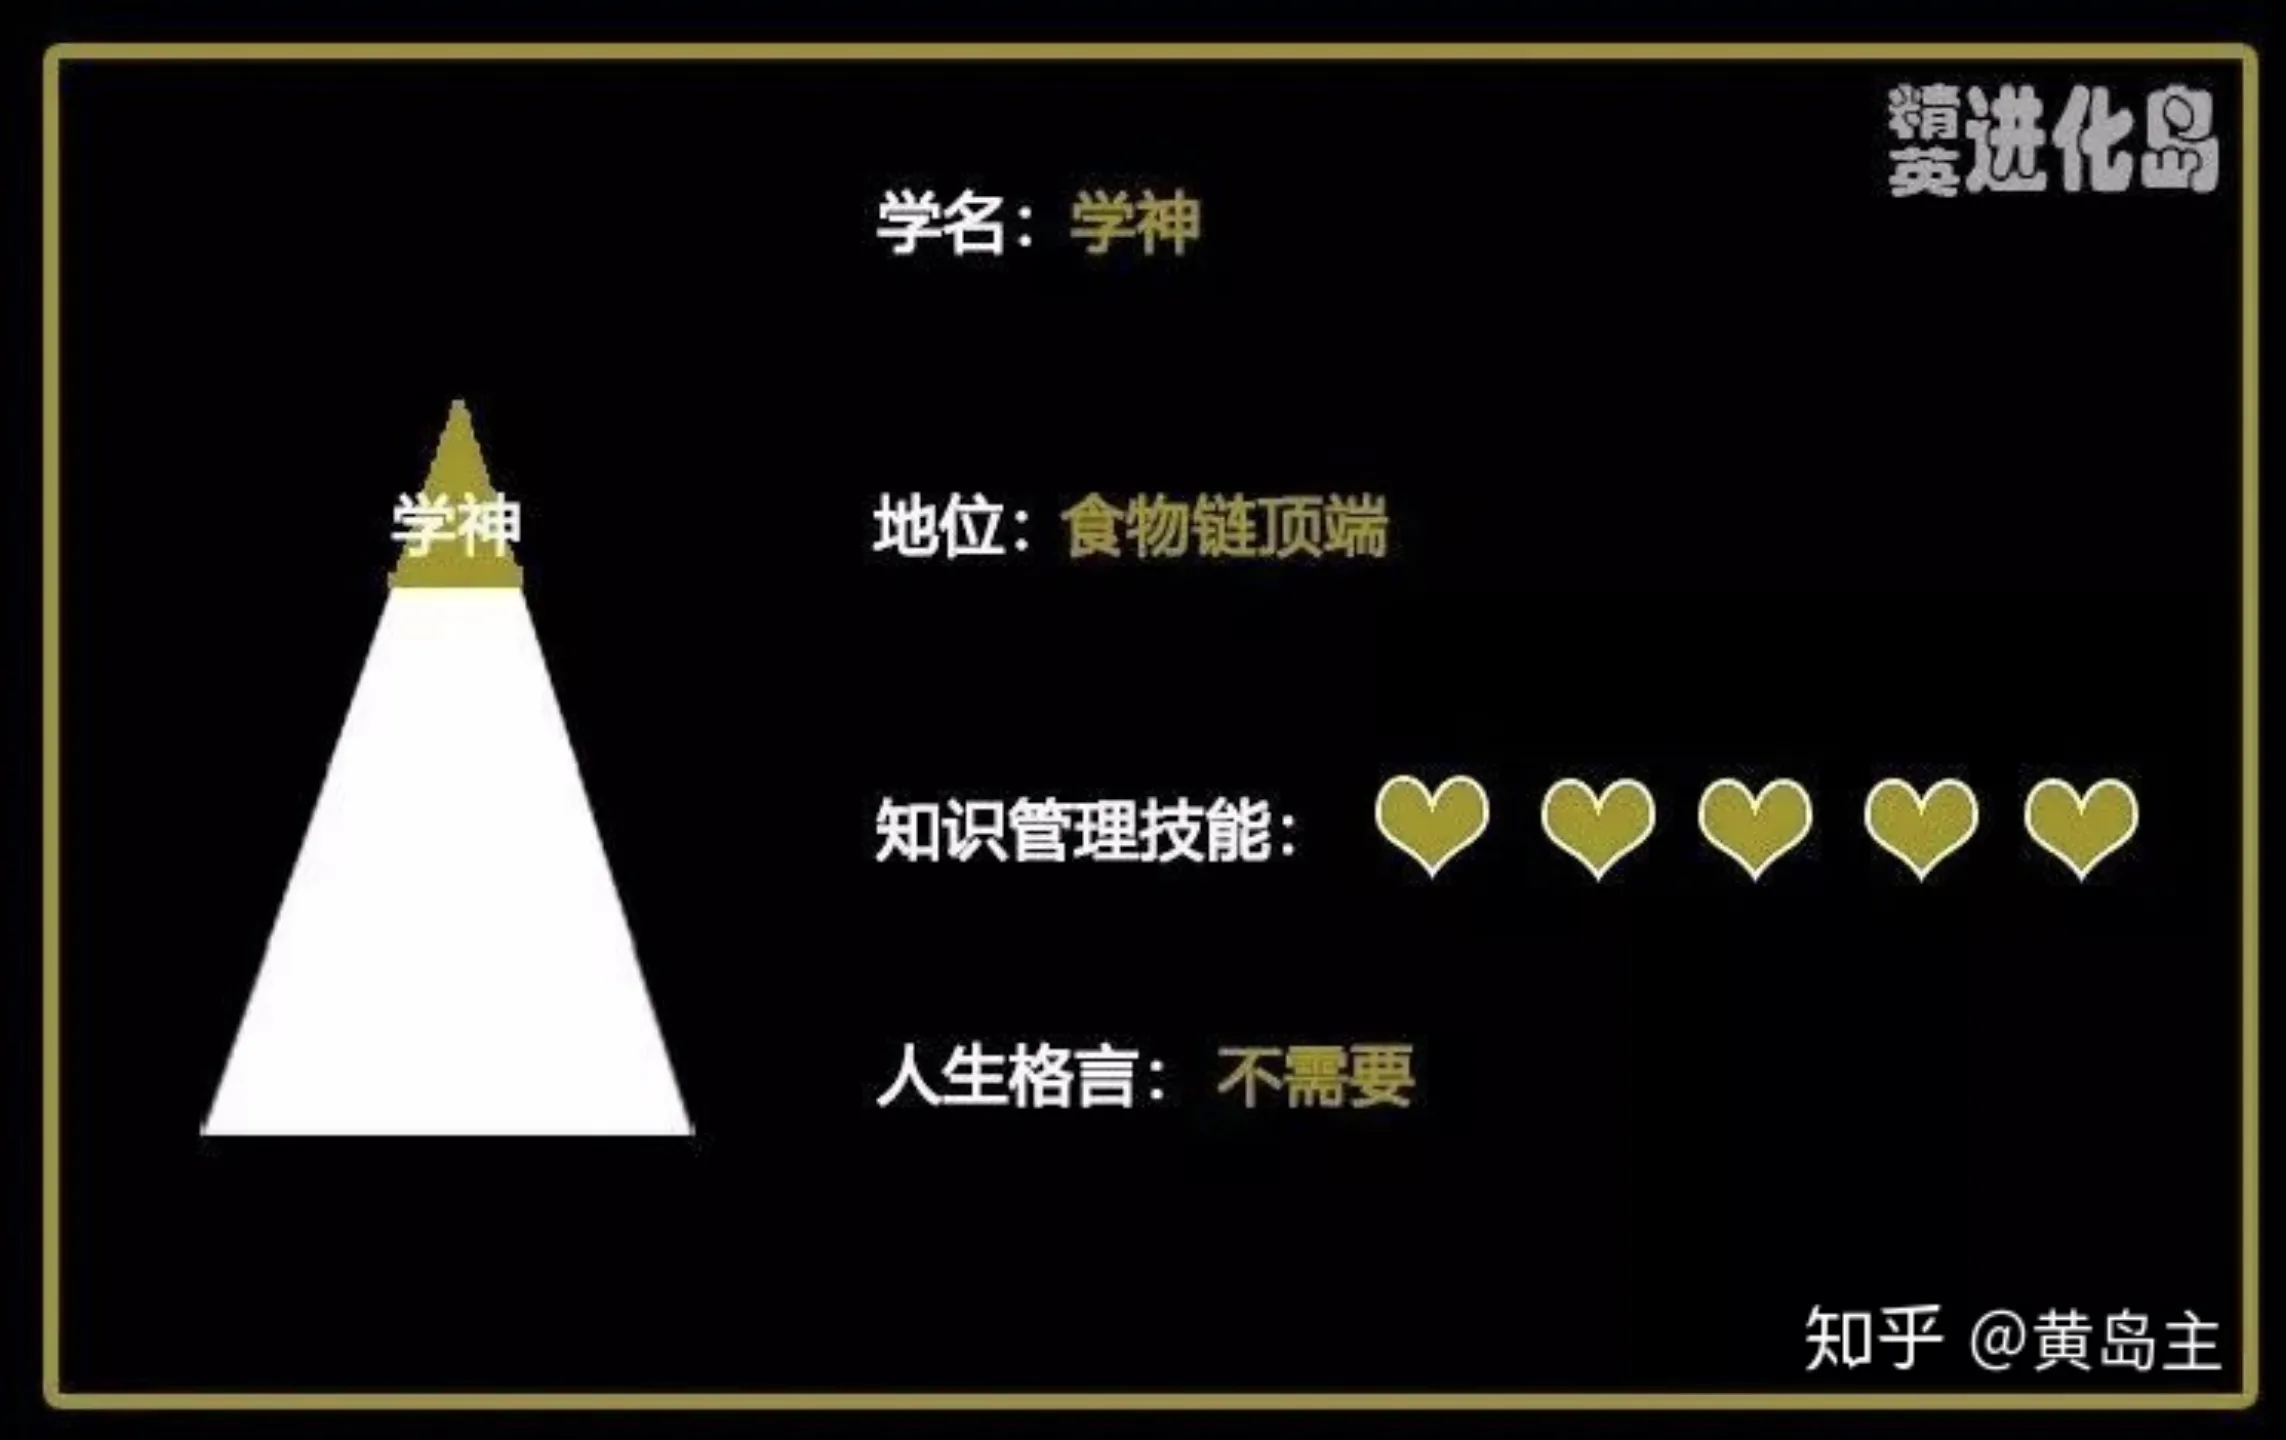 精英进化岛
学名：学神
学神
地位：食物链顶端
知识管理技能：
人生格言：不需要
知乎 @黄岛主